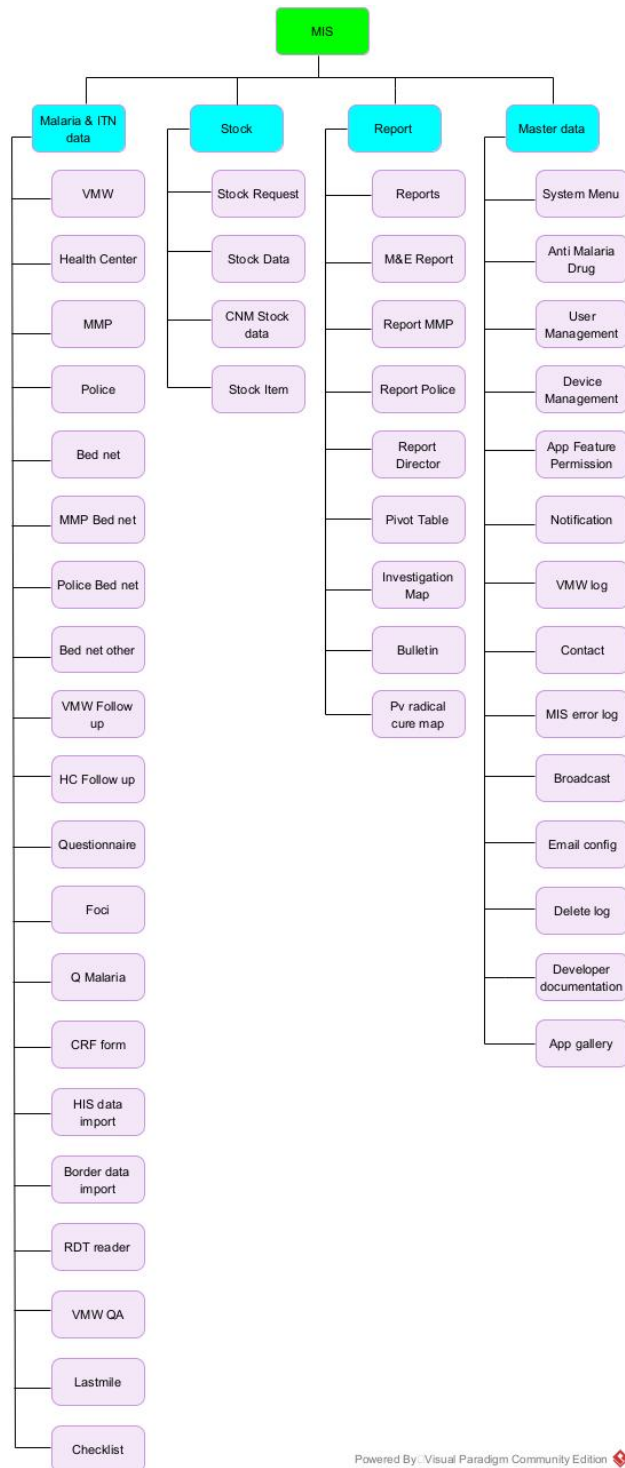 MIS
Malaria & ITN
data
VMW
Health Center
MMP
Police
Bed net
MMP Bed net
Police Bed net
Bed net other
VMW Follow
up
HC Follow up
Questionnaire
Foci
Q Malaria
CRF form
HIS data
import
Border data
import
RDT reader
VMW QA
Lastmile
Checklist
Stock
Stock Request
Stock Data
CNM Stock
data
Stock Item
Report
Reports
M&E Report
Report MMP
Report Police
Report
Director
Pivot Table
Investigation
Map
Bulletin
Pv radical
cure map
Master data
System Menu
Anti Malaria
Drug
User
Management
Device
Management
App Feature
Permission
Notification
VMW log
Contact
MIS error log
Broadcast
Email config
Delete log
Developer
documentation
App gallery
Powered By Visual Paradigm Community Edition